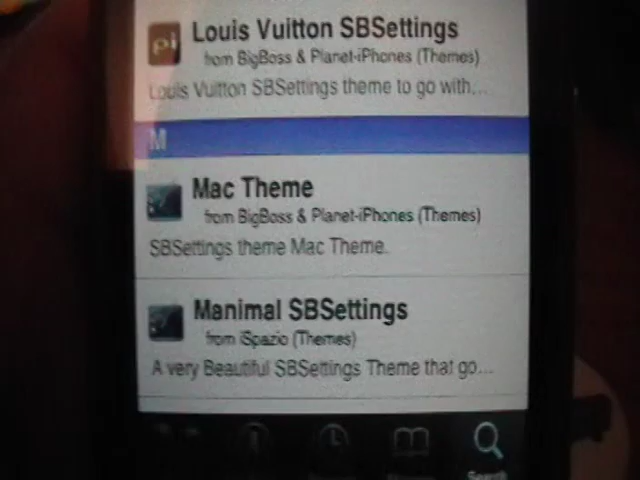 Louis Vuitton SBSettings
from BigBoss & Planet-iPhones (Themes)
Louis Vuitton SBSettings theme to go with...
M
Mac Theme
from BigBoss & Planet-iPhones (Themes)
SBSettings theme Mac Theme.
Manimal SBSettings
from iSpazio (Themes)
A very Beautiful SBSettings Theme that go...
Search